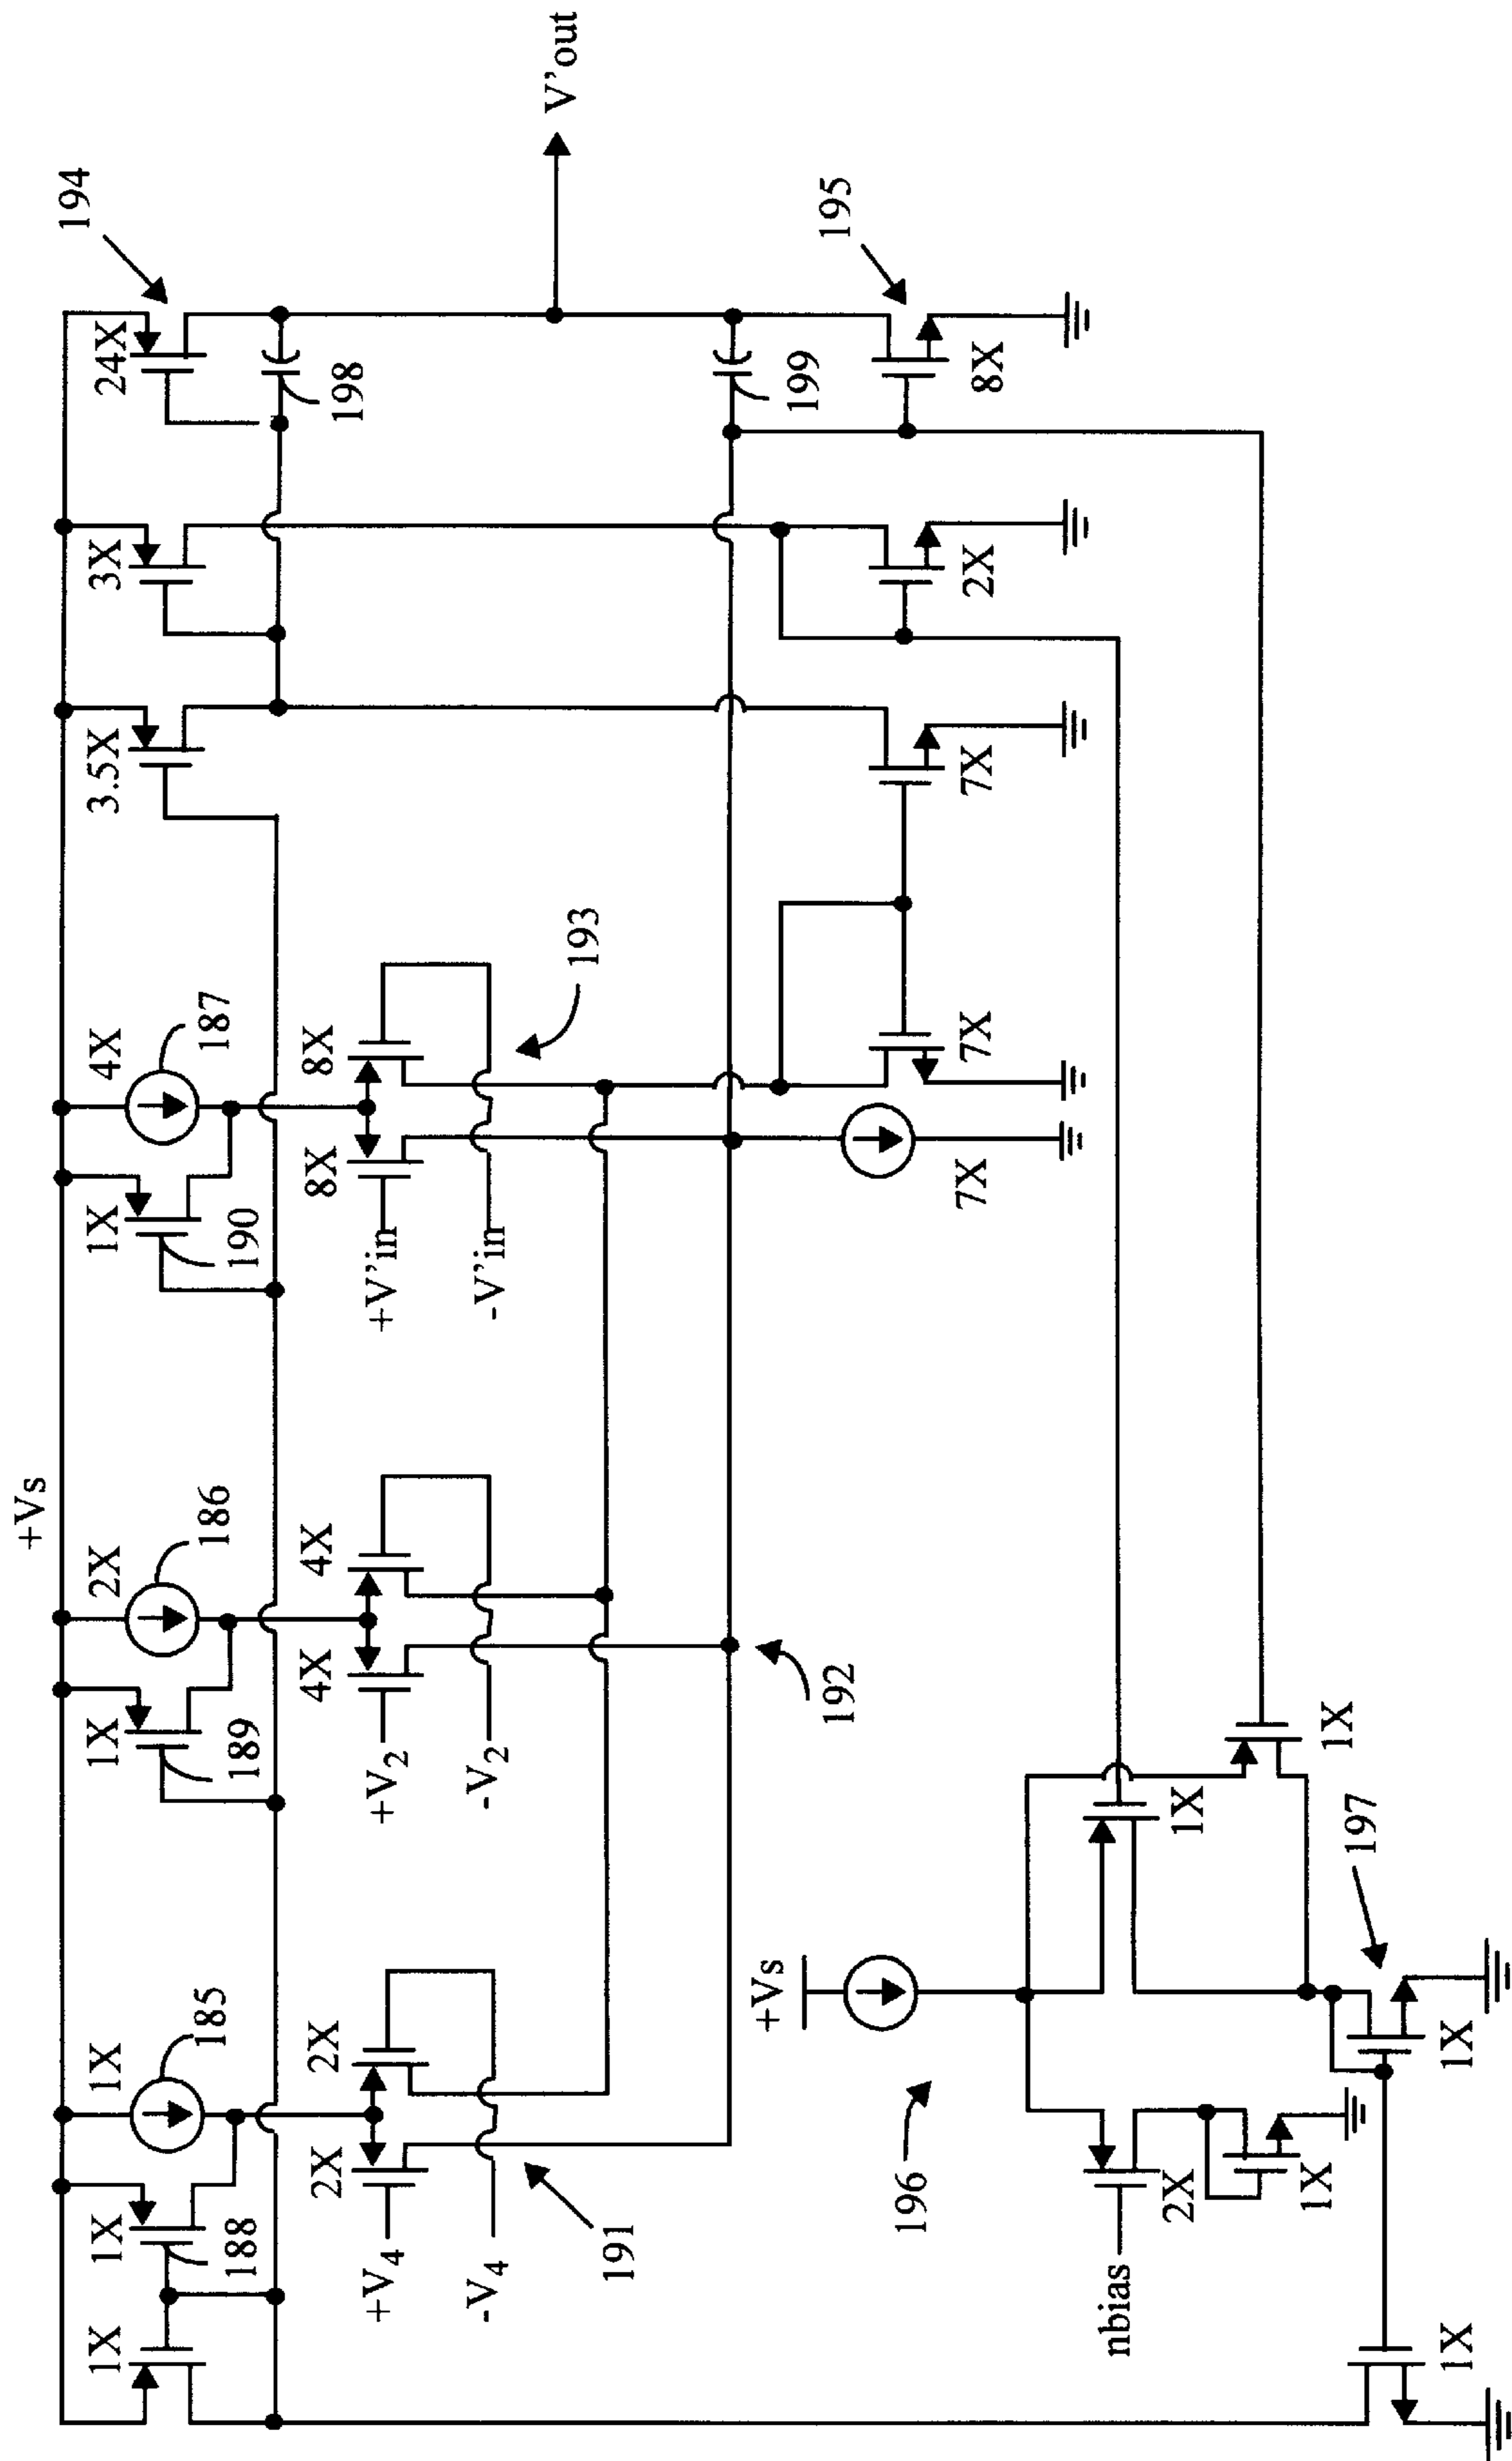 +Vs
1X
1X
188
1X
185
1X
189
2X
186
1X
190
4X
187
3.5X
3X
24X
194
+V4
-V4
2X
2X
191
+V2
-V2
4X
4X
192
+V'in
-V'in
8X
8X
193
198
199
V'out
7X
7X
7X
2X
8X
195
+Vs
196
nbias
2X
1X
1X
1X
197
1X
1X